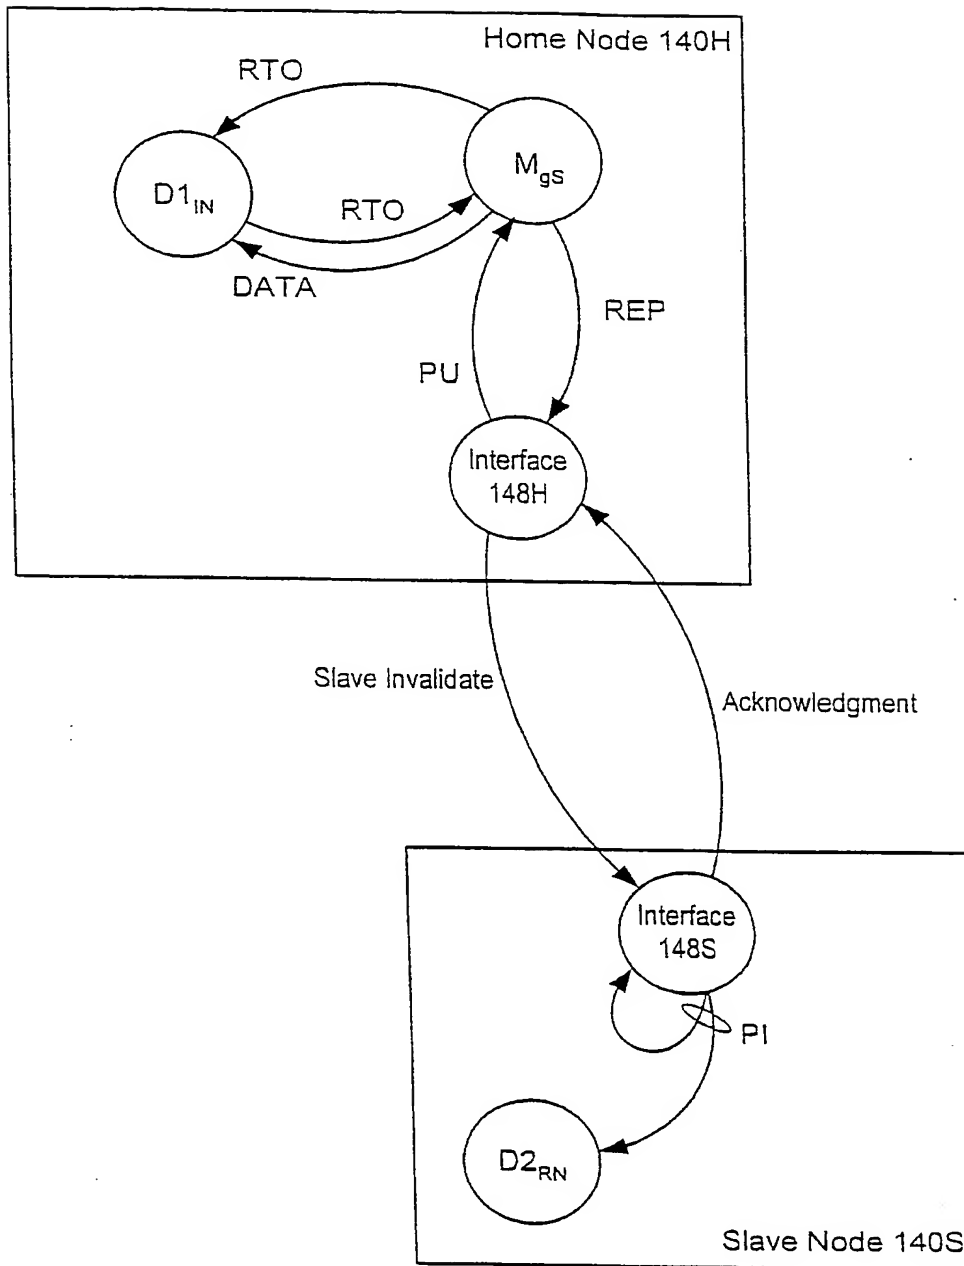 Home Node 140H
RTO
D1IN
MgS
RTO
DATA
REP
PU
Interface
148H
Slave Invalidate
Acknowledgment
Interface
148S
PI
D2RN
Slave Node 140S